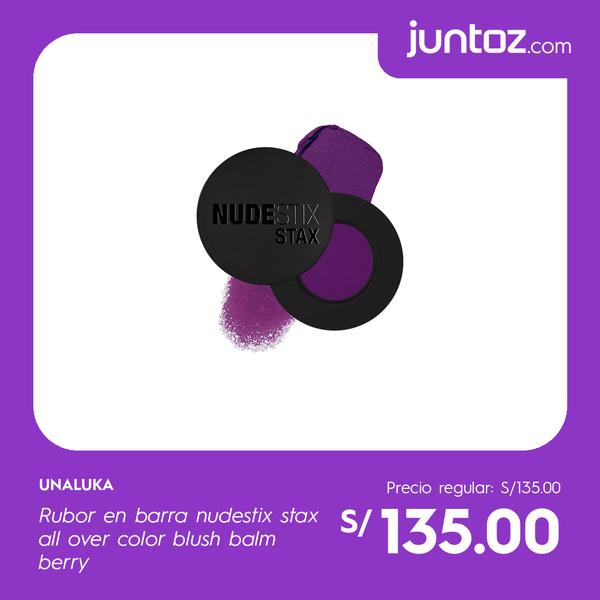 juntoz.com
NUDESTIX
STAX
UNALUKA
Rubor en barra nudestix stax
all over color blush balm
berry
Precio regular: S/135.00
S/135.00